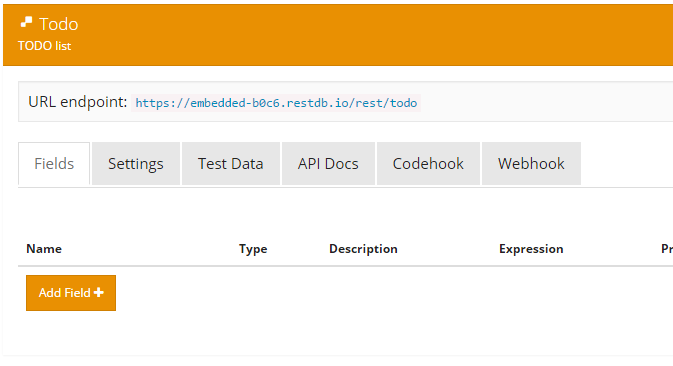 Todo
TODO list
URL endpoint: https://embedded-b0c6.restdb.io/rest/todo
Fields Settings Test Data API Docs Codehook Webhook
Name Type Description Expression Pr
Add Field